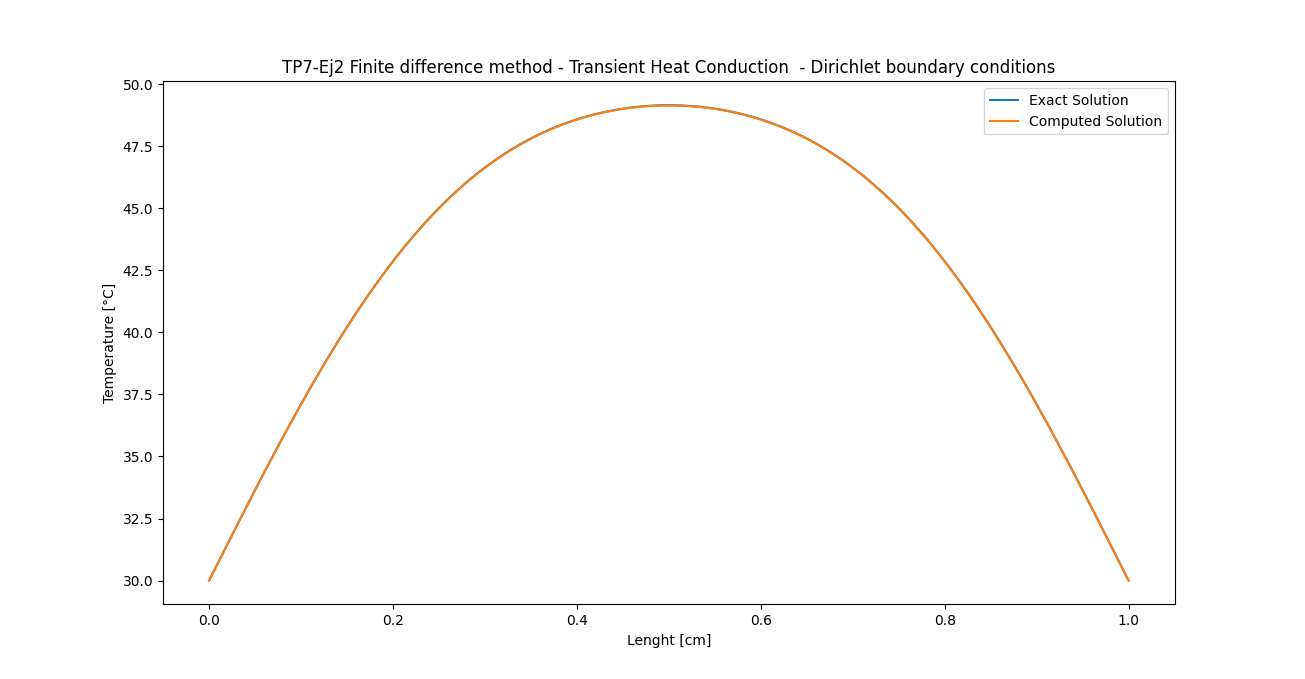 TP7-Ej2 Finite difference method - Transient Heat Conduction  - Dirichlet boundary conditions
Exact Solution
Computed Solution
Temperature [°C]
50.0
47.5
45.0
42.5
40.0
37.5
35.0
32.5
30.0
0.0 0.2 0.4 0.6 0.8 1.0
Lenght [cm]